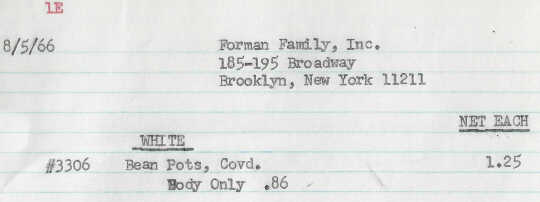 1E
8/5/66 Forman Family, Inc.
185-195 Broadway
Brooklyn, New York 11211
NET EACH
WHITE
#3306 Bean Pots, Covd. 1.25
Body Only .86